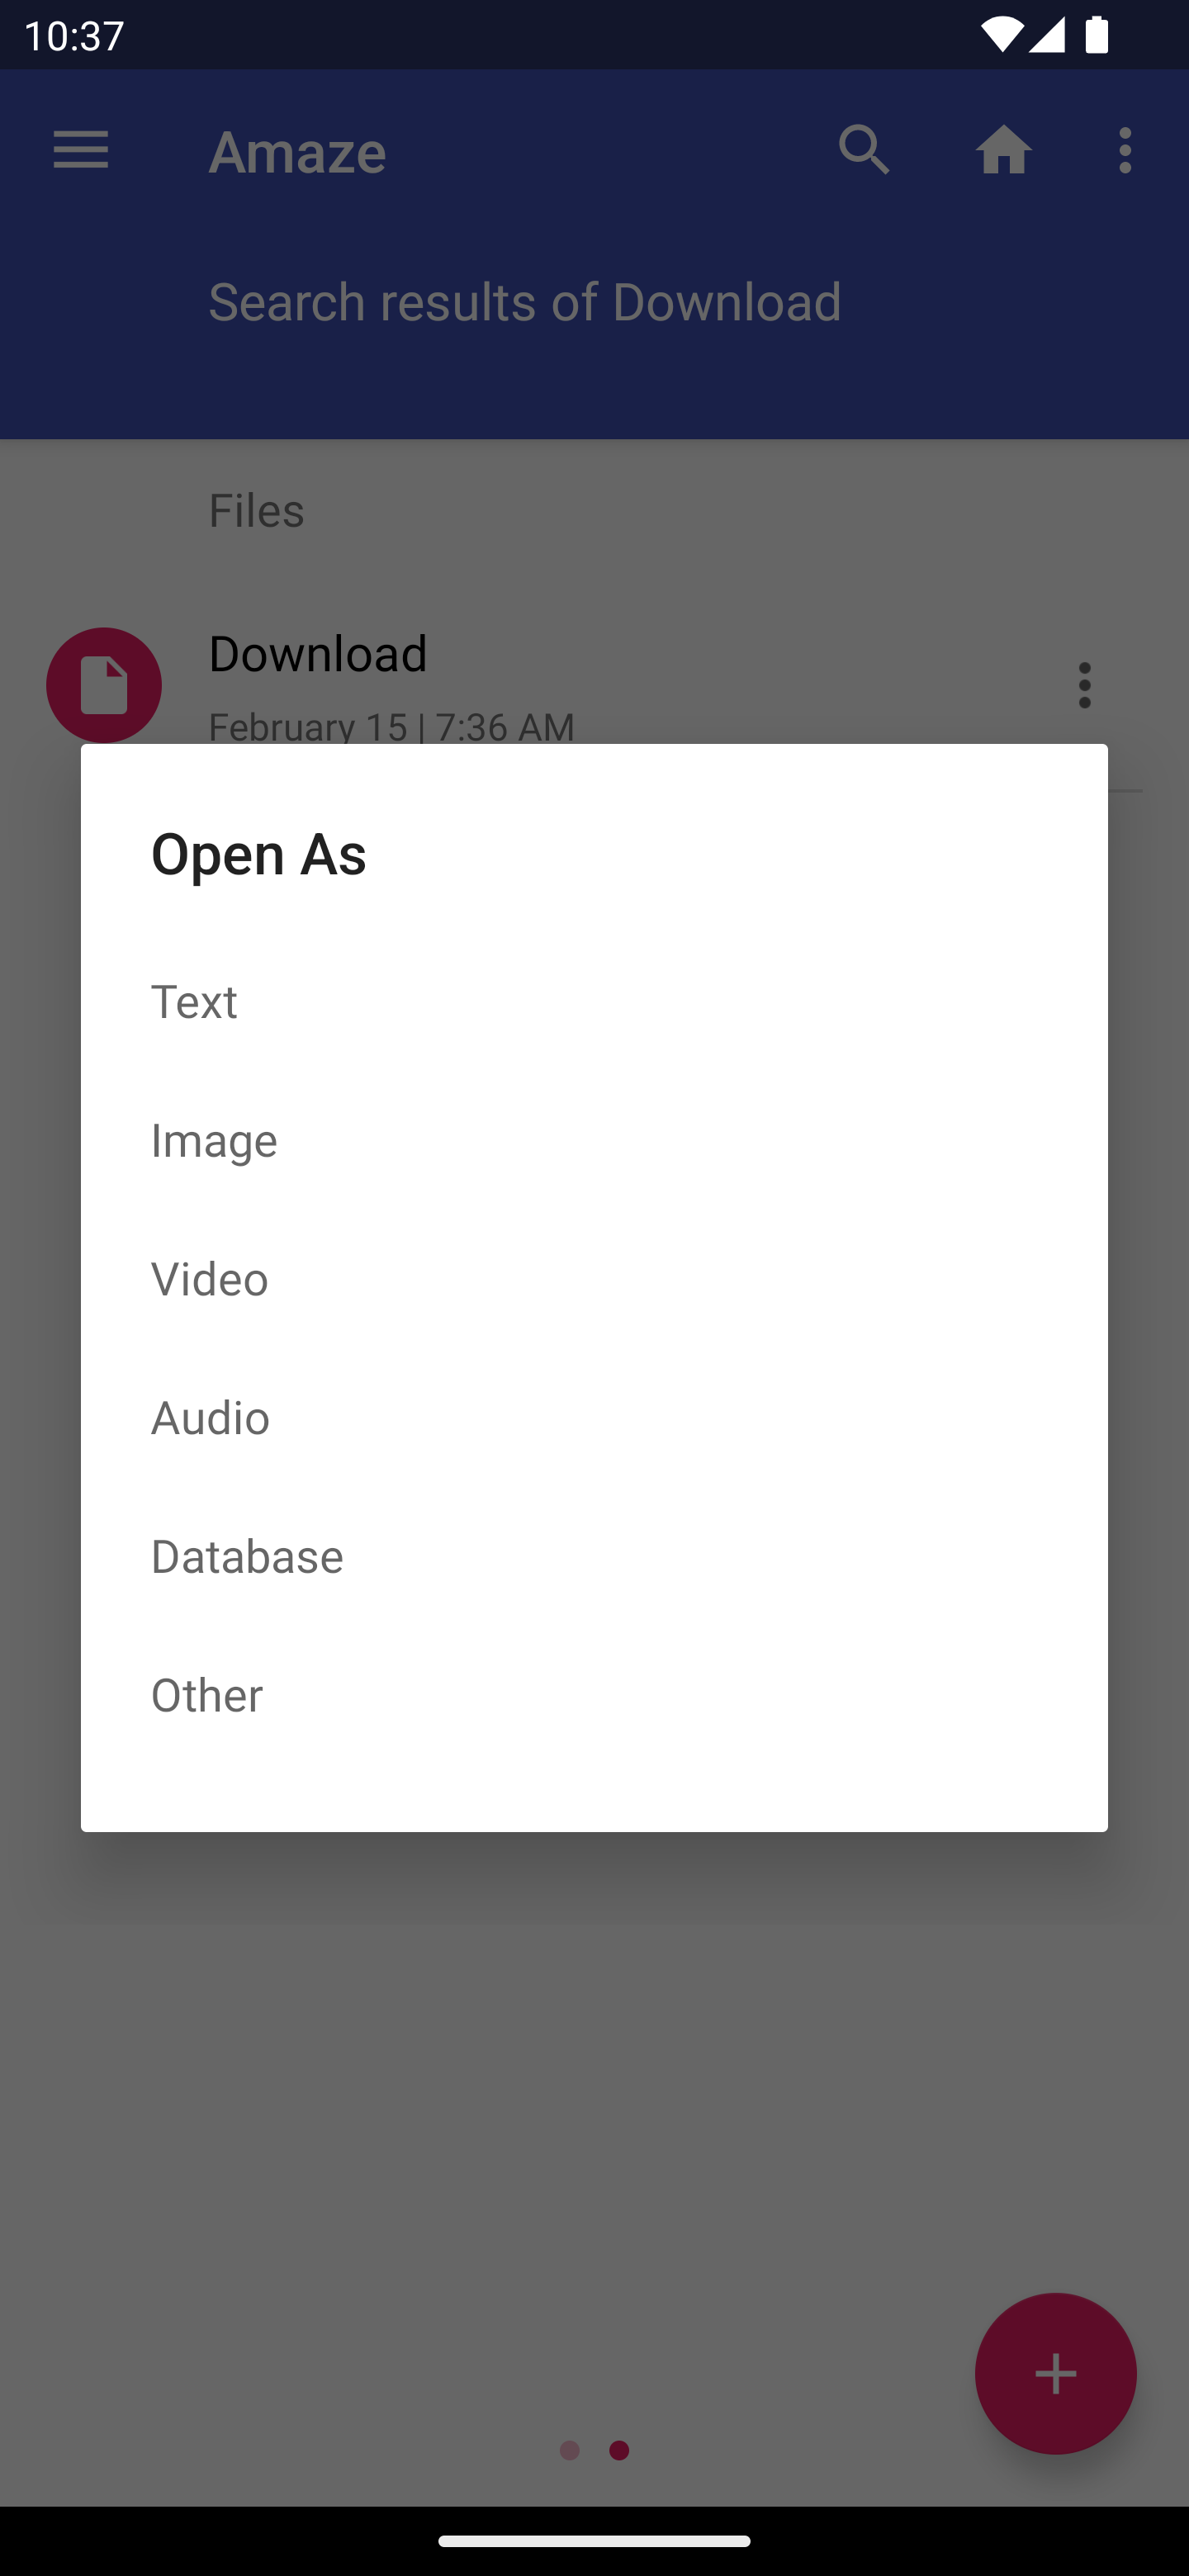 10:37
Amaze
Search results of Download
Files
Download
February 15 | 7:36 AM
Open As
Text
Image
Video
Audio
Database
Other